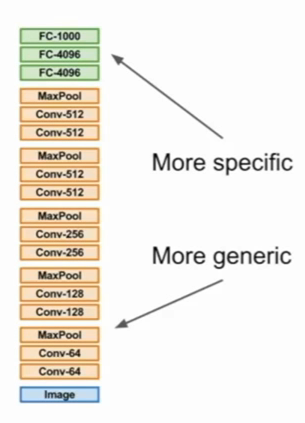 FC-1000
FC-4096
FC-4096
MaxPool
Conv-512
Conv-512
MaxPool
Conv-512
Conv-512
MaxPool
Conv-256
Conv-256
MaxPool
Conv-128
Conv-128
MaxPool
Conv-64
Conv-64
Image
More specific
More generic